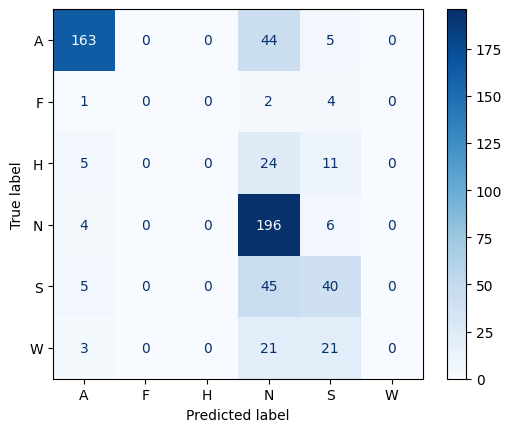 A 163 0 0 44 5 0
F 1 0 0 2 4 0
H 5 0 0 24 11 0
N 4 0 0 196 6 0
S 5 0 0 45 40 0
W 3 0 0 21 21 0
A F H N S W
Predicted label
True label
175
150
125
100
75
50
25
0